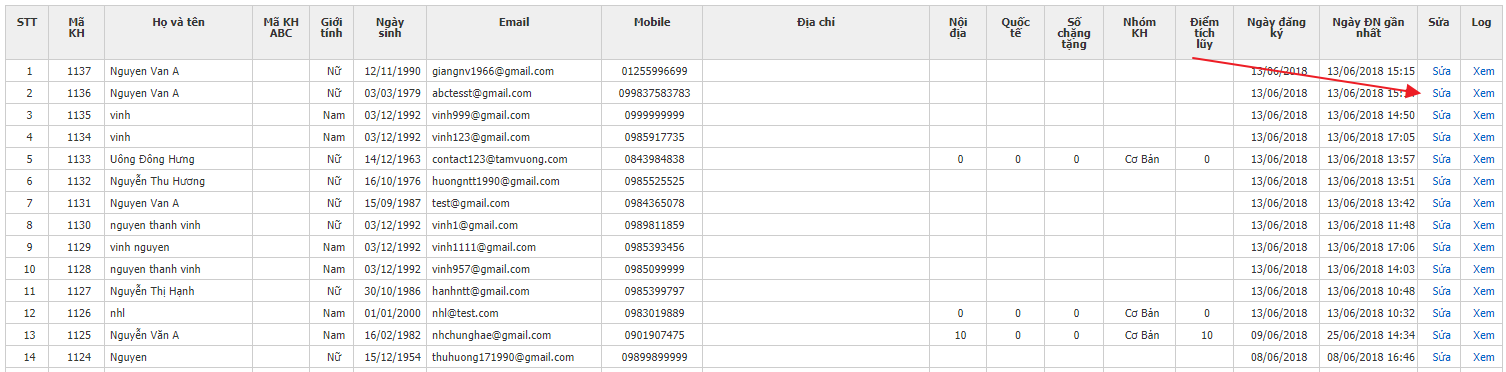 STT Mã KH Họ và tên Mã KH ABC Giới tính Ngày sinh Email Mobile Địa chỉ Nội địa Quốc tế Số chặng tặng Nhóm KH Điểm tích lũy Ngày đăng ký Ngày ĐN gần nhất Sửa Log
1 1137 Nguyen Van A Nữ 12/11/1990 giangnv1966@gmail.com 01255996699 13/06/2018 13/06/2018 15:15 Sửa Xem
2 1136 Nguyen Van A Nữ 03/03/1979 abctesst@gmail.com 099837583783 13/06/2018 13/06/2018 Sửa Xem
3 1135 vinh Nam 03/12/1992 vinh999@gmail.com 0999999999 13/06/2018 13/06/2018 14:50 Sửa Xem
4 1134 vinh Nam 03/12/1992 vinh123@gmail.com 0985917735 13/06/2018 13/06/2018 17:05 Sửa Xem
5 1133 Uông Đông Hưng Nữ 14/12/1963 contact123@tamvuong.com 0843984838 0 0 0 Cơ Bản 0 13/06/2018 13/06/2018 13:57 Sửa Xem
6 1132 Nguyễn Thu Hương Nữ 16/10/1976 huongntt1990@gmail.com 0985525525 13/06/2018 13/06/2018 13:51 Sửa Xem
7 1131 Nguyen Van A Nữ 15/09/1987 test@gmail.com 0984365078 13/06/2018 13/06/2018 13:42 Sửa Xem
8 1130 nguyen thanh vinh Nữ 03/12/1992 vinh1@gmail.com 0989811859 13/06/2018 13/06/2018 11:48 Sửa Xem
9 1129 vinh nguyen Nam 03/12/1992 vinh1111@gmail.com 0985393456 13/06/2018 13/06/2018 17:06 Sửa Xem
10 1128 nguyen thanh vinh Nam 03/12/1992 vinh957@gmail.com 0985099999 13/06/2018 13/06/2018 14:03 Sửa Xem
11 1127 Nguyễn Thị Hạnh Nữ 30/10/1986 hanhntt@gmail.com 0985399797 13/06/2018 13/06/2018 10:48 Sửa Xem
12 1126 nhl Nam 01/01/2000 nhl@test.com 0983019889 0 0 0 Cơ Bản 0 13/06/2018 13/06/2018 10:32 Sửa Xem
13 1125 Nguyễn Văn A Nam 16/02/1982 nhchunghae@gmail.com 0901907475 10 0 0 Cơ Bản 10 09/06/2018 25/06/2018 14:34 Sửa Xem
14 1124 Nguyen Nữ 15/12/1954 thuhuong171990@gmail.com 09899899999 08/06/2018 08/06/2018 16:46 Sửa Xem